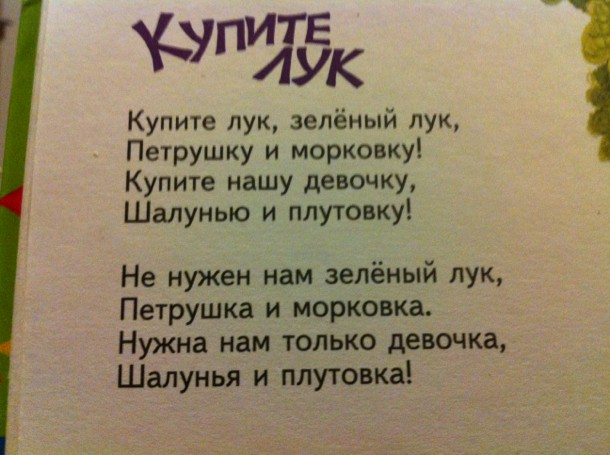 Купите
лук
Купите лук, зелёный лук,
Петрушку и морковку!
Купите нашу девочку,
Шалунью и плутовку!
Не нужен нам зелёный лук,
Петрушка и морковка.
Нужна нам только девочка,
Шалунья и плутовка!